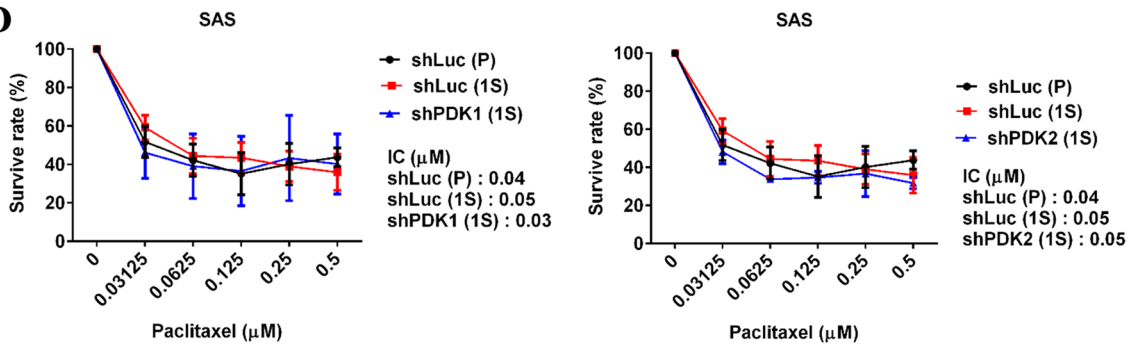 SAS
100
80
60
40
20
0
Survive rate (%)
0
0.03125
0.0625
0.125
0.25
0.5
Paclitaxel (μM)
shLuc (P)
shLuc (1S)
shPDK1 (1S)
IC (μM)
shLuc (P) : 0.04
shLuc (1S) : 0.05
shPDK1 (1S) : 0.03
SAS
100
80
60
40
20
0
Survive rate (%)
0
0.03125
0.0625
0.125
0.25
0.5
Paclitaxel (μM)
shLuc (P)
shLuc (1S)
shPDK2 (1S)
IC (μM)
shLuc (P) : 0.04
shLuc (1S) : 0.05
shPDK2 (1S) : 0.05